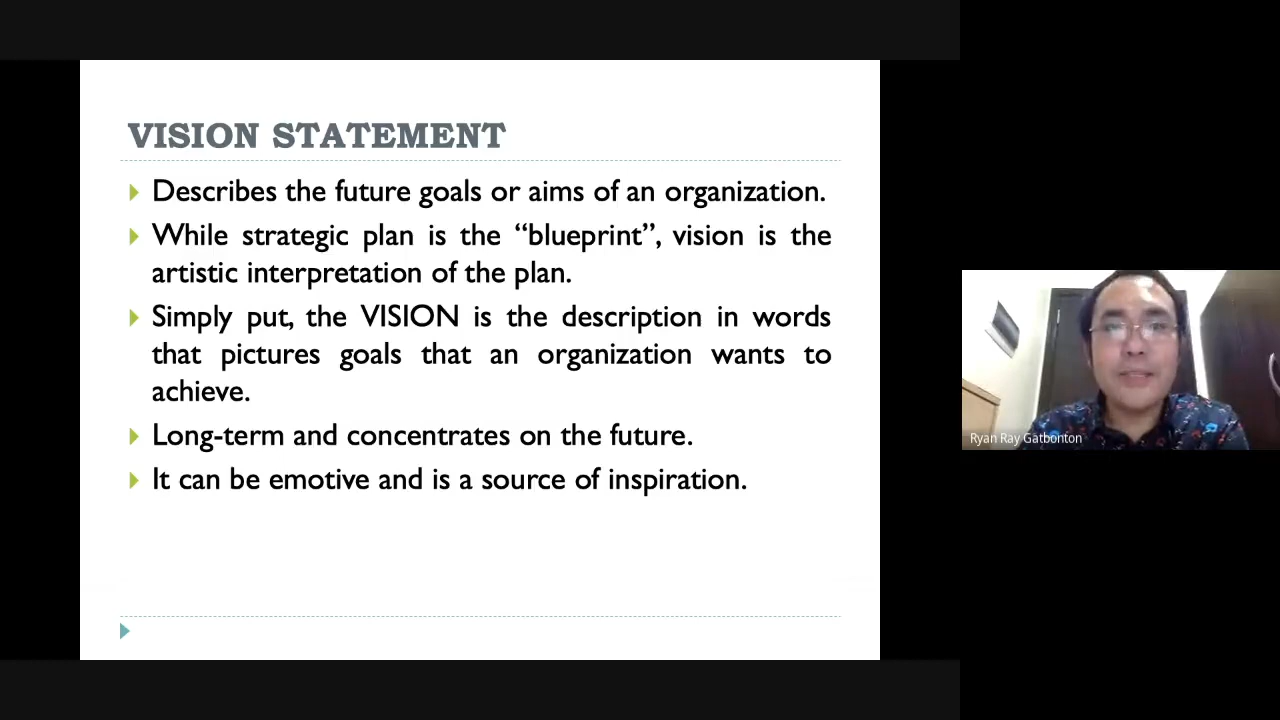 VISION STATEMENT
Describes the future goals or aims of an organization.
While strategic plan is the “blueprint”, vision is the
artistic interpretation of the plan.
Simply put, the VISION is the description in words
that pictures goals that an organization wants to
achieve.
Long-term and concentrates on the future.
It can be emotive and is a source of inspiration.
Ryan Ray Gatbonton